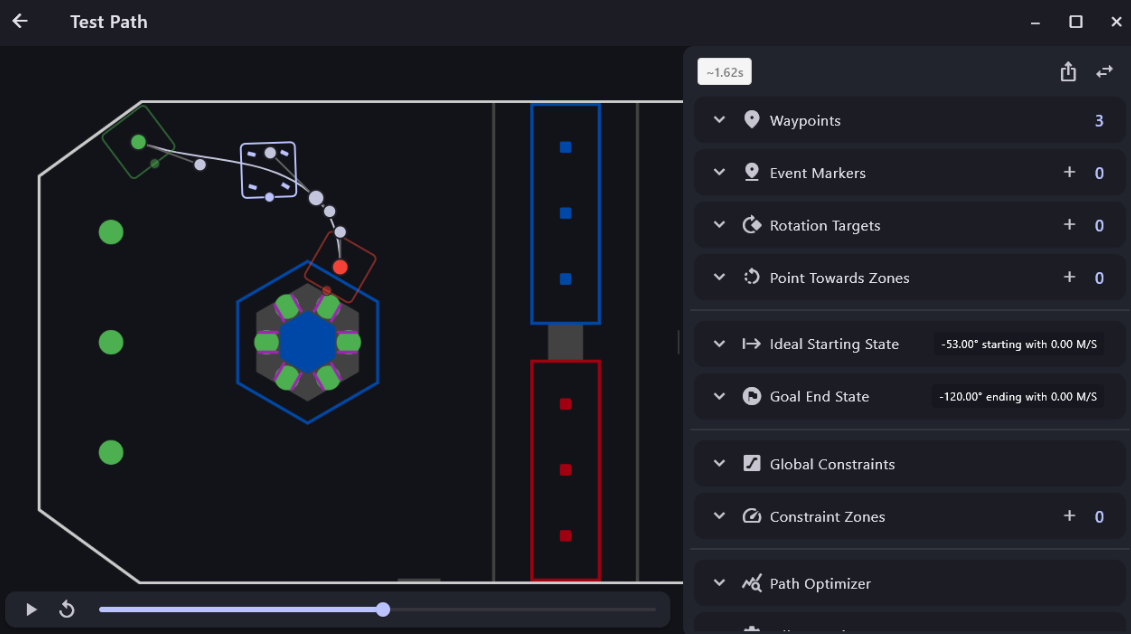 Test Path
~1.62s
Waypoints 3
Event Markers + 0
Rotation Targets + 0
Point Towards Zones + 0
Ideal Starting State -53.00° starting with 0.00 M/S
Goal End State -120.00° ending with 0.00 M/S
Global Constraints
Constraint Zones + 0
Path Optimizer